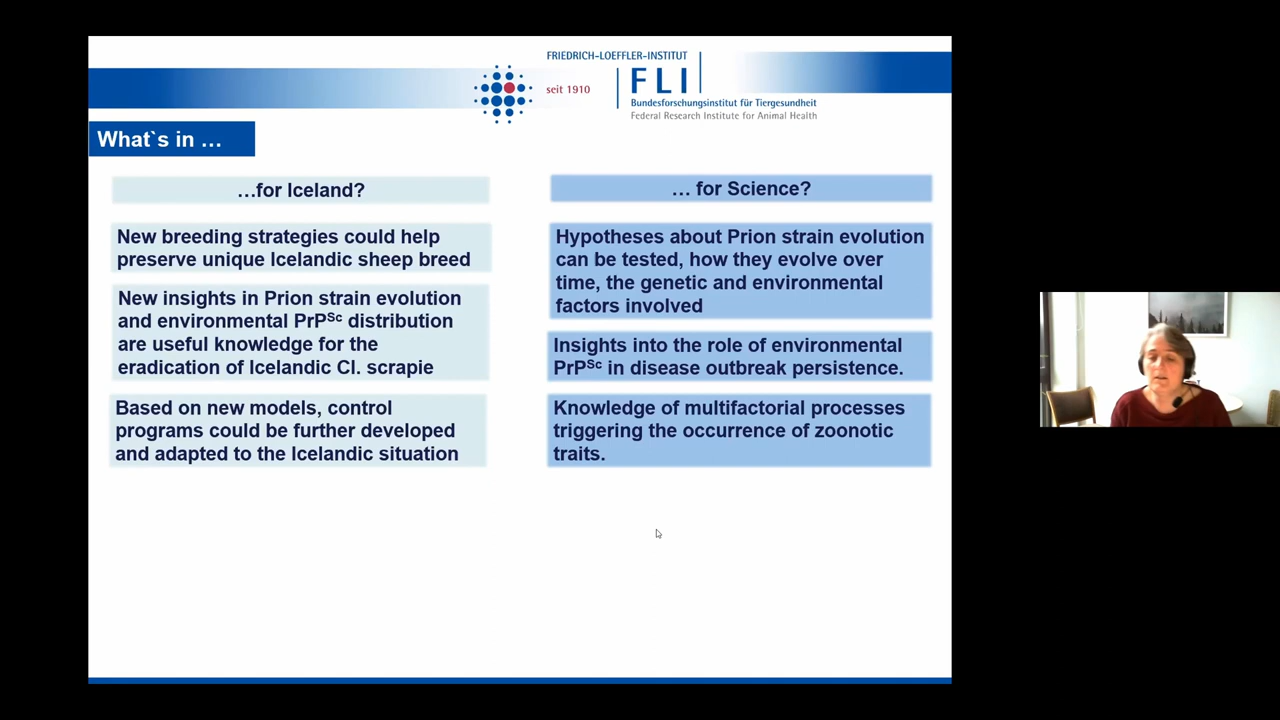 FRIEDRICH-LOEFFLER-INSTITUT
seit 1910
FLI
Bundesforschungsinstitut für Tiergesundheit
Federal Research Institute for Animal Health
What`s in …
…for Iceland?
New breeding strategies could help
preserve unique Icelandic sheep breed
New insights in Prion strain evolution
and environmental PrPSc distribution
are useful knowledge for the
eradication of Icelandic Cl. scrapie
Based on new models, control
programs could be further developed
and adapted to the Icelandic situation
… for Science?
Hypotheses about Prion strain evolution
can be tested, how they evolve over
time, the genetic and environmental
factors involved
Insights into the role of environmental
PrPSc in disease outbreak persistence.
Knowledge of multifactorial processes
triggering the occurrence of zoonotic
traits.